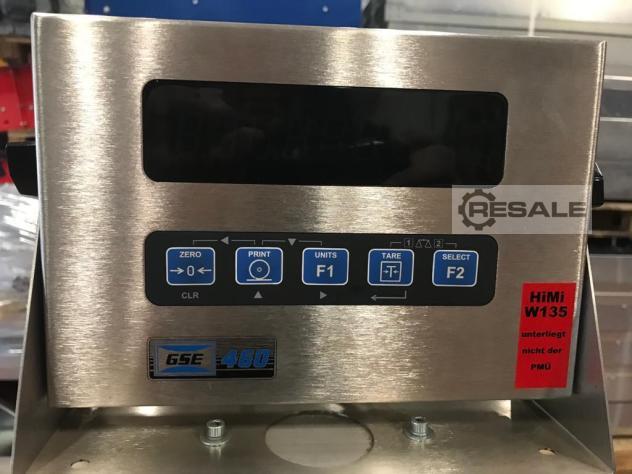 RESALE
ZERO
→0←
CLR
PRINT
UNITS
F1
TARE
→T←
1 2
SELECT
F2
HiMi
W135
unterliegt
nicht der
PMÜ
GSE 460